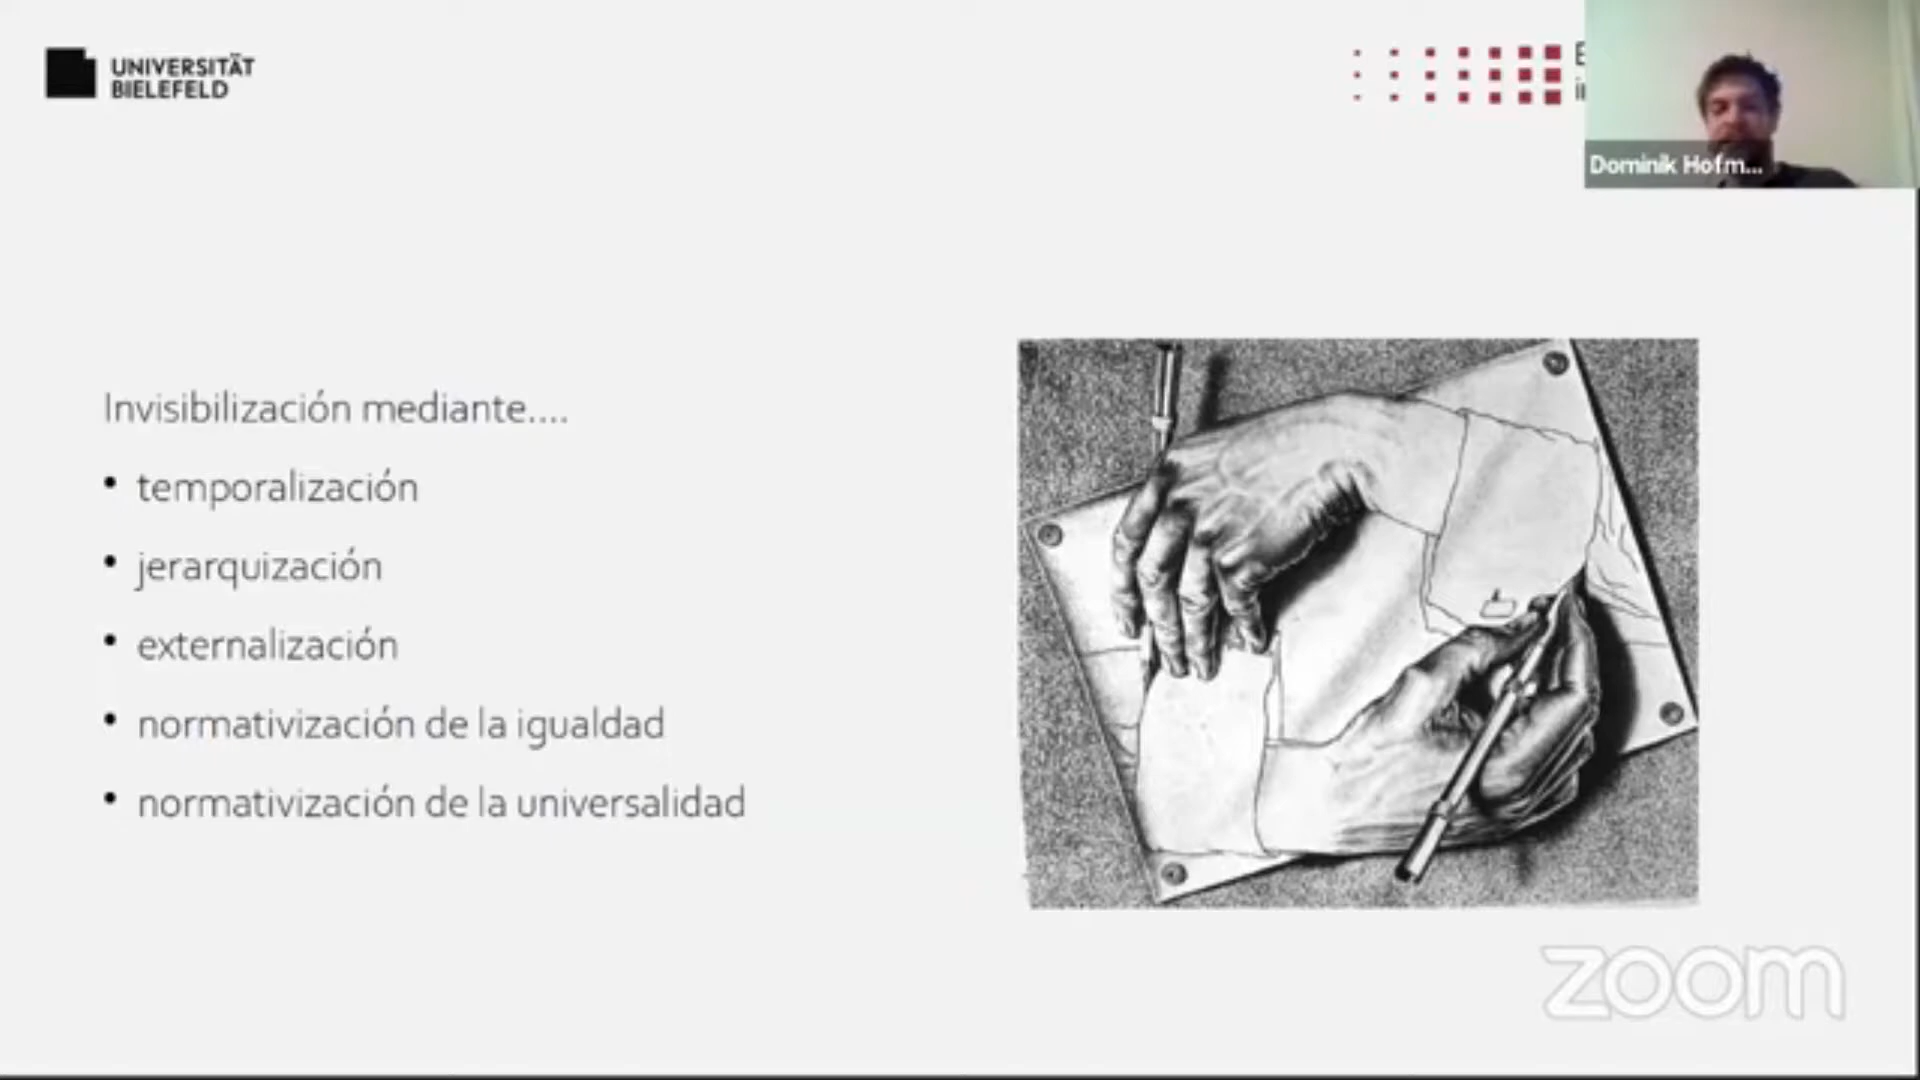 UNIVERSITÄT
BIELEFELD
Dominik Hofm...
Invisibilización mediante....
• temporalización
• jerarquización
• externalización
• normativización de la igualdad
• normativización de la universalidad
zoom